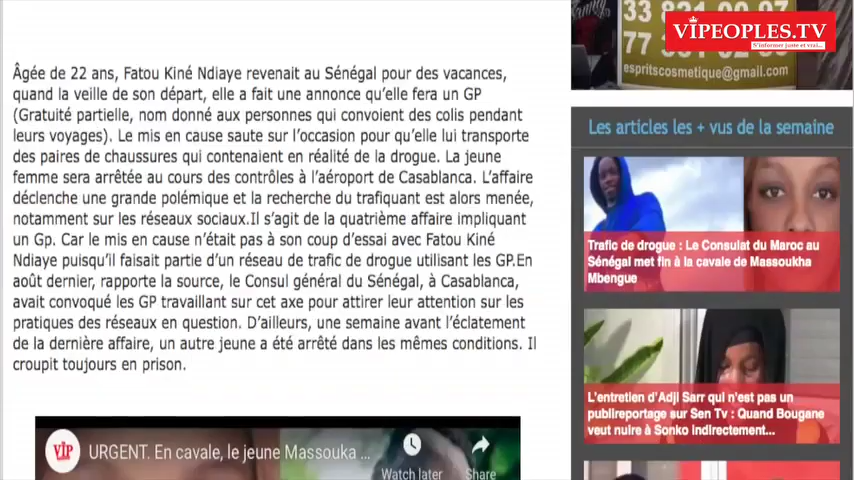 Âgée de 22 ans, Fatou Kiné Ndiaye revenait au Sénégal pour des vacances,
quand la veille de son départ, elle a fait une annonce qu'elle fera un GP
(Gratuité partielle, nom donné aux personnes qui convoient des colis pendant
leurs voyages). Le mis en cause saute sur l'occasion pour qu'elle lui transporte
des paires de chaussures qui contenaient en réalité de la drogue. La jeune
femme sera arrêtée au cours des contrôles à l'aéroport de Casablanca. L'affaire
déclenche une grande polémique et la recherche du trafiquant est alors menée,
notamment sur les réseaux sociaux.Il s'agit de la quatrième affaire impliquant
un Gp. Car le mis en cause n'était pas à son coup d'essai avec Fatou Kiné
Ndiaye puisqu'il faisait partie d'un réseau de trafic de drogue utilisant les GP.En
août dernier, rapporte la source, le Consul général du Sénégal, à Casablanca,
avait convoqué les GP travaillant sur cet axe pour attirer leur attention sur les
pratiques des réseaux en question. D'ailleurs, une semaine avant l'éclatement
de la dernière affaire, un autre jeune a été arrêté dans les mêmes conditions. Il
croupit toujours en prison.
VIP
URGENT. En cavale, le jeune Massouka ...
Watch later
Share
VIPEOPLES.TV
S'informer juste et vrai...
33 821
77
espritscosmetique@gmail.com
Les articles les + vus de la semaine
Trafic de drogue : Le Consulat du Maroc au
Sénégal met fin à la cavale de Massoukha
Mbengue
L'entretien d'Adji Sarr qui n'est pas un
publireportage sur Sen Tv : Quand Bougane
veut nuire à Sonko indirectement...